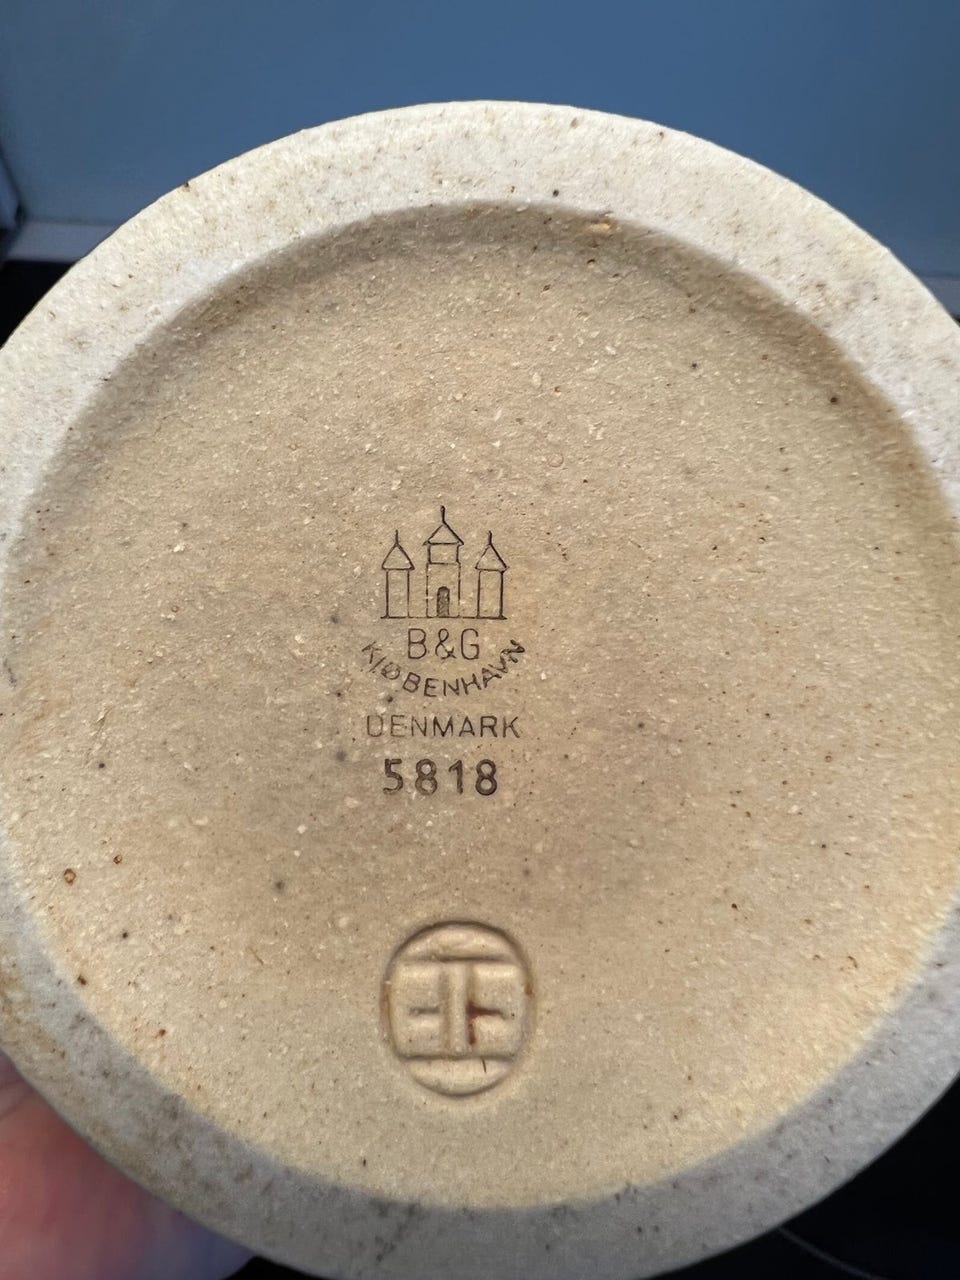 B&G
KJØBENHAVN
DENMARK
5818